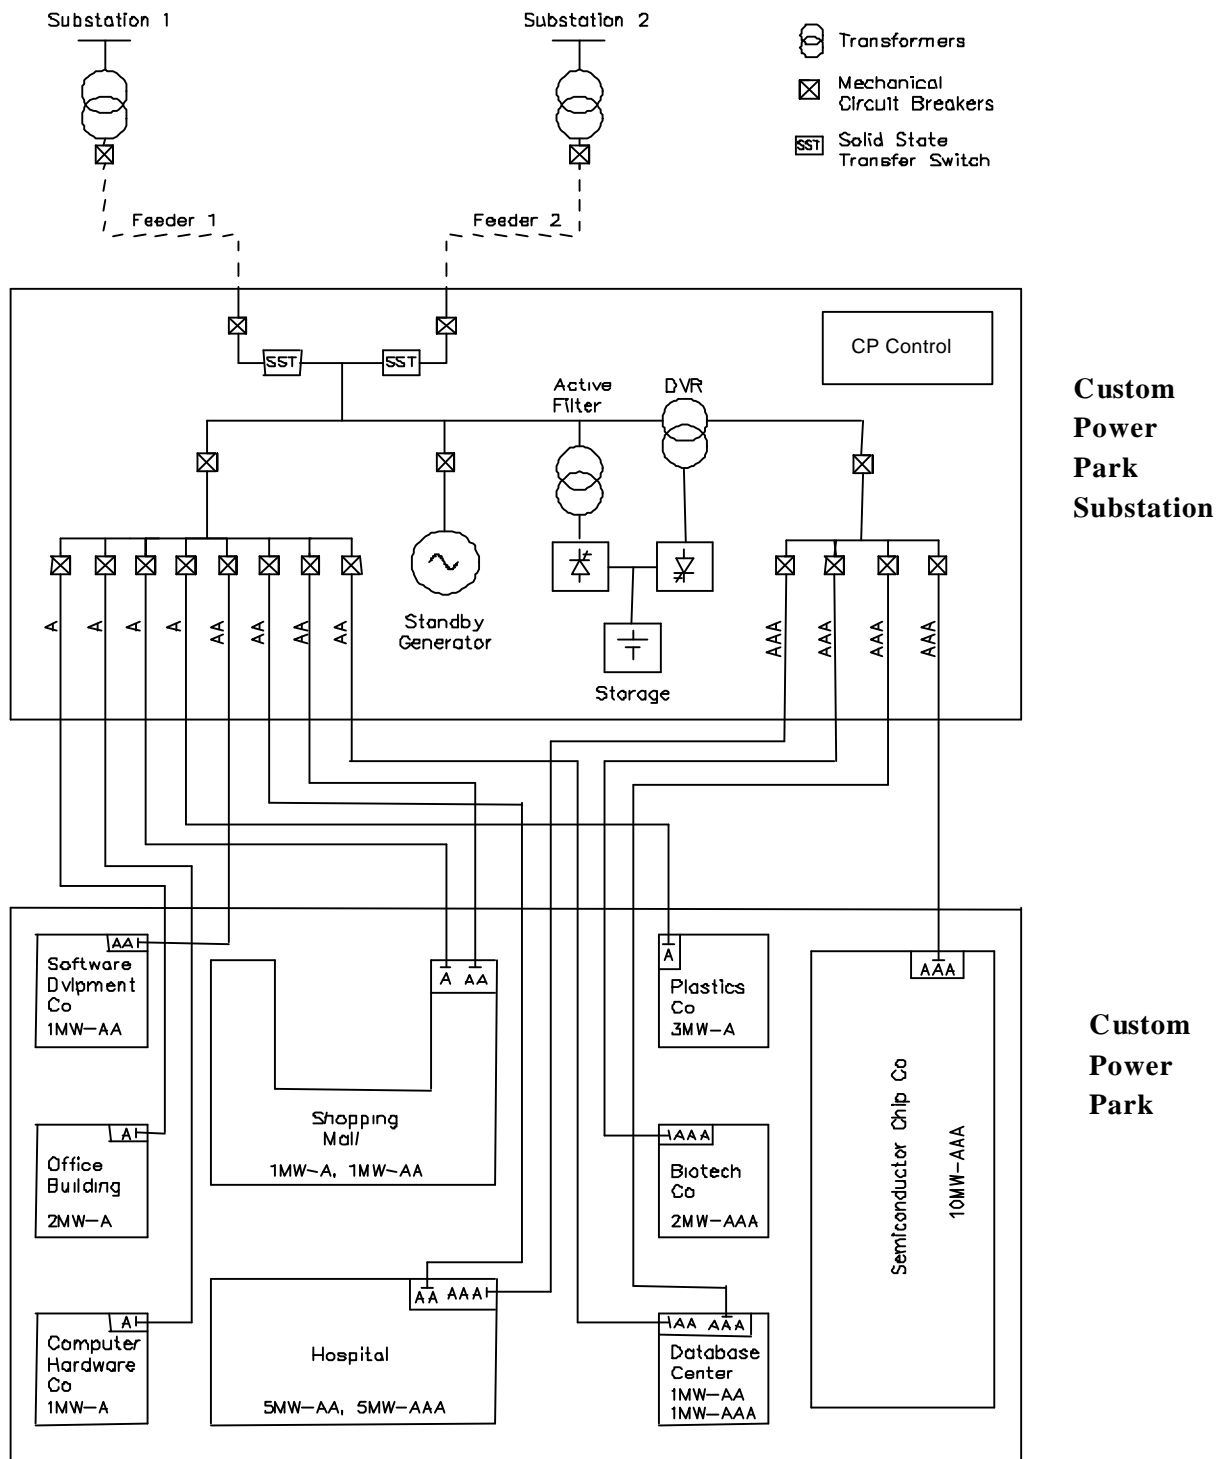 Substation 1
Substation 2
Transformers
Mechanical
Circuit Breakers
SST
Solid State
Transfer Switch
Feeder 1
Feeder 2
SST
SST
CP Control
Active
Filter
DVR
Custom
Power
Park
Substation
A
A
A
A
AA
AA
AA
AA
Standby
Generator
Storage
AAA
AAA
AAA
AAA
AA
Software
Dvlpment
Co
1MW-AA
A AA
Shopping
Mall
1MW-A, 1MW-AA
A
Plastics
Co
3MW-A
AAA
Semiconductor Chip Co
10MW-AAA
Custom
Power
Park
A
Office
Building
2MW-A
AAA
Biotech
Co
2MW-AAA
A
Computer
Hardware
Co
1MW-A
AA AAA
Hospital
5MW-AA, 5MW-AAA
AA AAA
Database
Center
1MW-AA
1MW-AAA